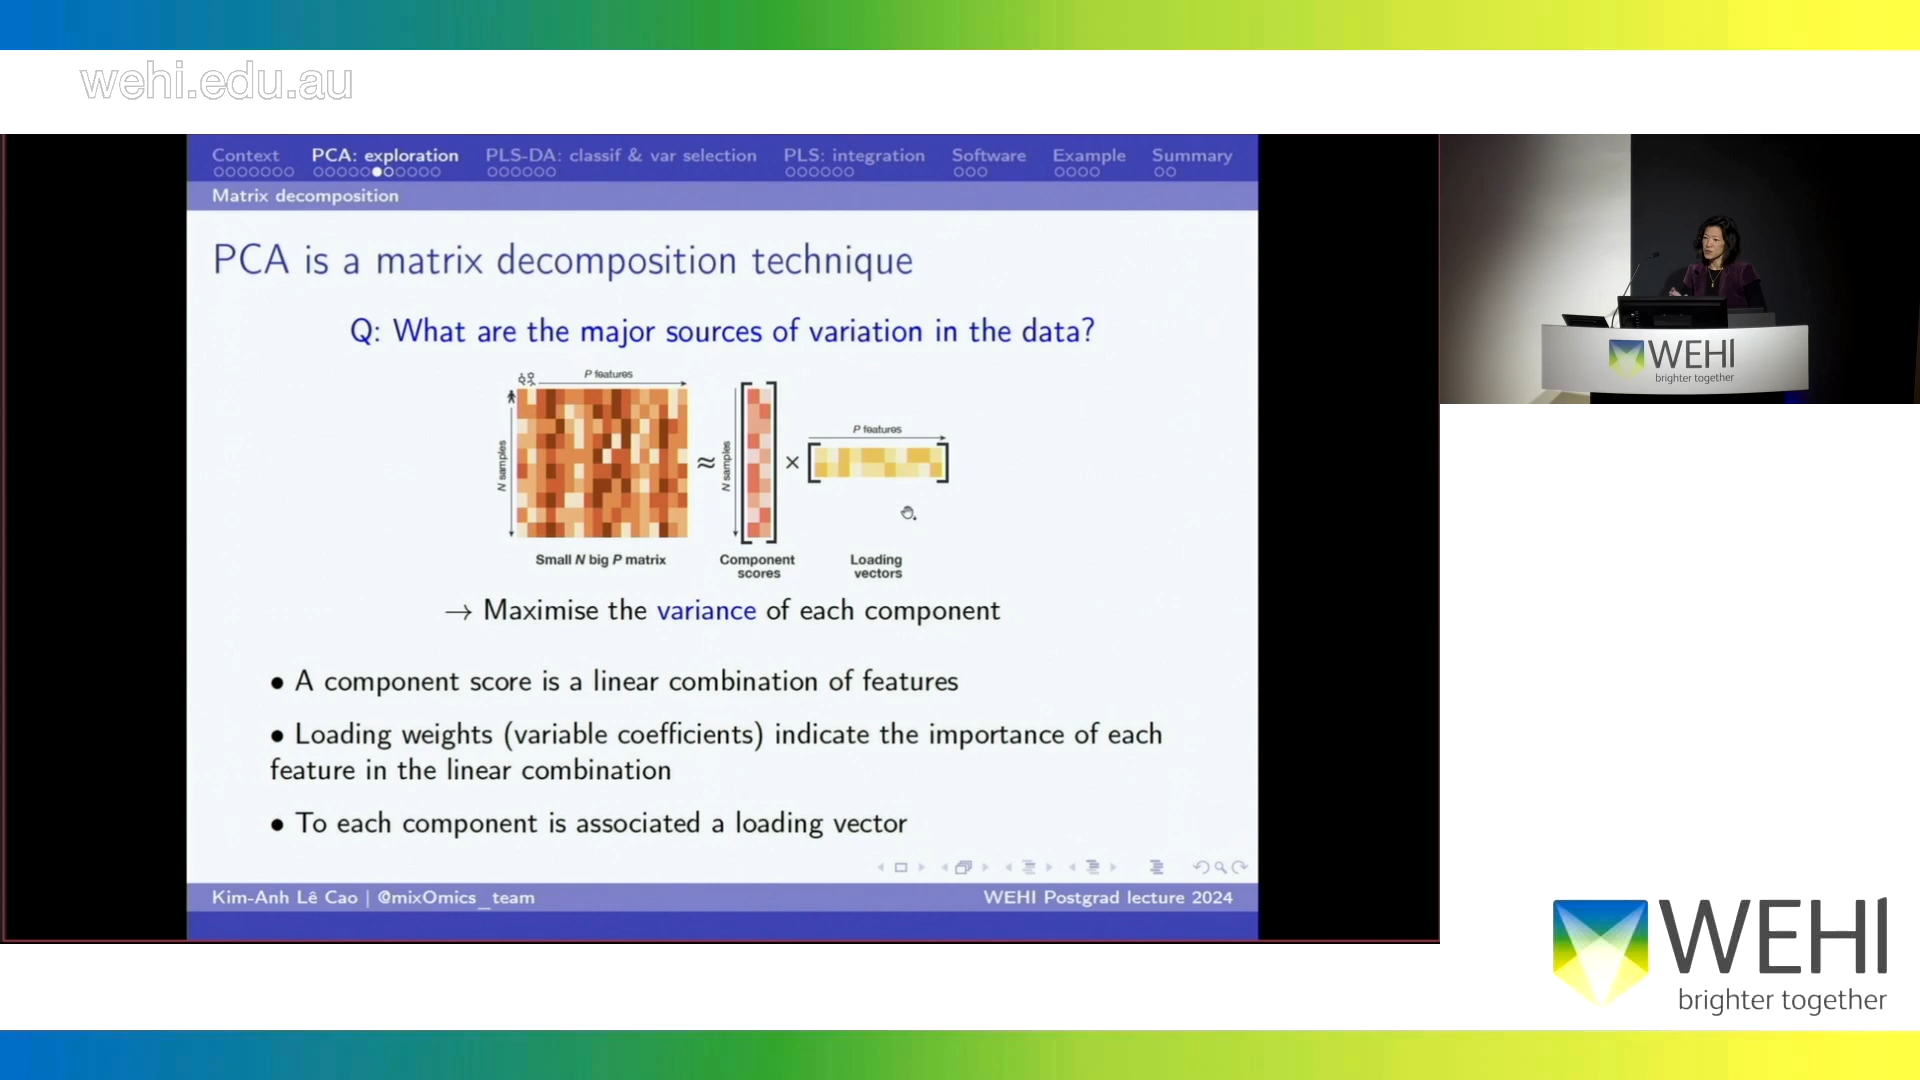 wehi.edu.au
Context PCA: exploration PLS-DA: classif & var selection PLS: integration Software Example Summary
Matrix decomposition
PCA is a matrix decomposition technique
Q: What are the major sources of variation in the data?
P features
N samples
≈
N samples
×
P features
Small N big P matrix
Component
scores
Loading
vectors
→ Maximise the variance of each component
• A component score is a linear combination of features
• Loading weights (variable coefficients) indicate the importance of each
feature in the linear combination
• To each component is associated a loading vector
Kim-Anh Lê Cao | @mixOmics_team WEHI Postgrad lecture 2024
WEHI
brighter together
WEHI
brighter together